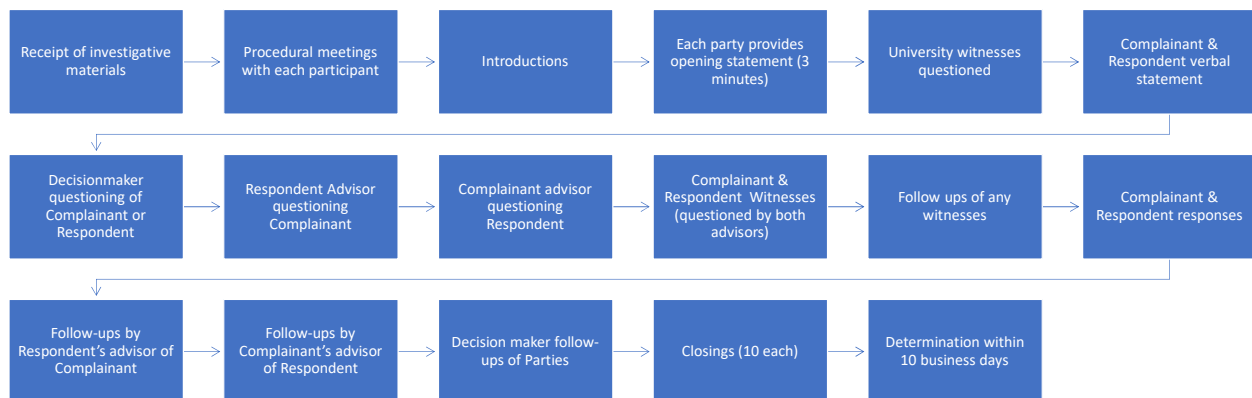 Receipt of investigative
materials
Procedural meetings
with each participant
Introductions
Each party provides
opening statement (3
minutes)
University witnesses
questioned
Complainant &
Respondent verbal
statement
Decisionmaker
questioning of
Complainant or
Respondent
Respondent Advisor
questioning
Complainant
Complainant advisor
questioning
Respondent
Complainant &
Respondent Witnesses
(questioned by both
advisors)
Follow ups of any
witnesses
Complainant &
Respondent responses
Follow-ups by
Respondent’s advisor of
Complainant
Follow-ups by
Complainant’s advisor
of Respondent
Decision maker follow-
ups of Parties
Closings (10 each)
Determination within
10 business days